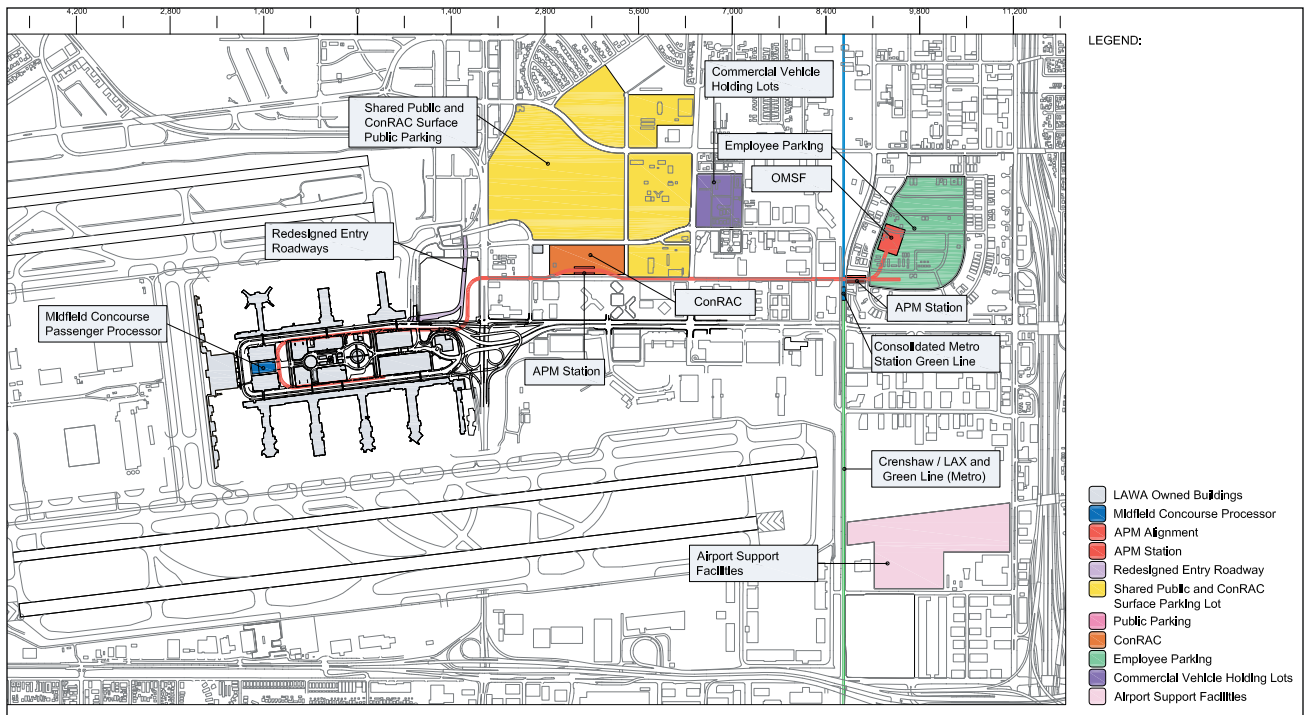 4,200 2,800 1,400 0 1,400 2,800 4,200 5,600 7,000 8,400 9,800 11,200
LEGEND:
Commercial Vehicle
Holding Lots
Shared Public and
ConRAC Surface
Public Parking
Employee Parking
OMSF
Redesigned Entry
Roadways
ConRAC
APM Station
Midfield Concourse
Passenger Processor
Consolidated Metro
Station Green Line
APM Station
Crenshaw / LAX and
Green Line (Metro)
Airport Support
Facilities
LAWA Owned Buildings
Midfield Concourse Processor
APM Alignment
APM Station
Redesigned Entry Roadway
Shared Public and ConRAC
Surface Parking Lot
Public Parking
ConRAC
Employee Parking
Commercial Vehicle Holding Lots
Airport Support Facilities